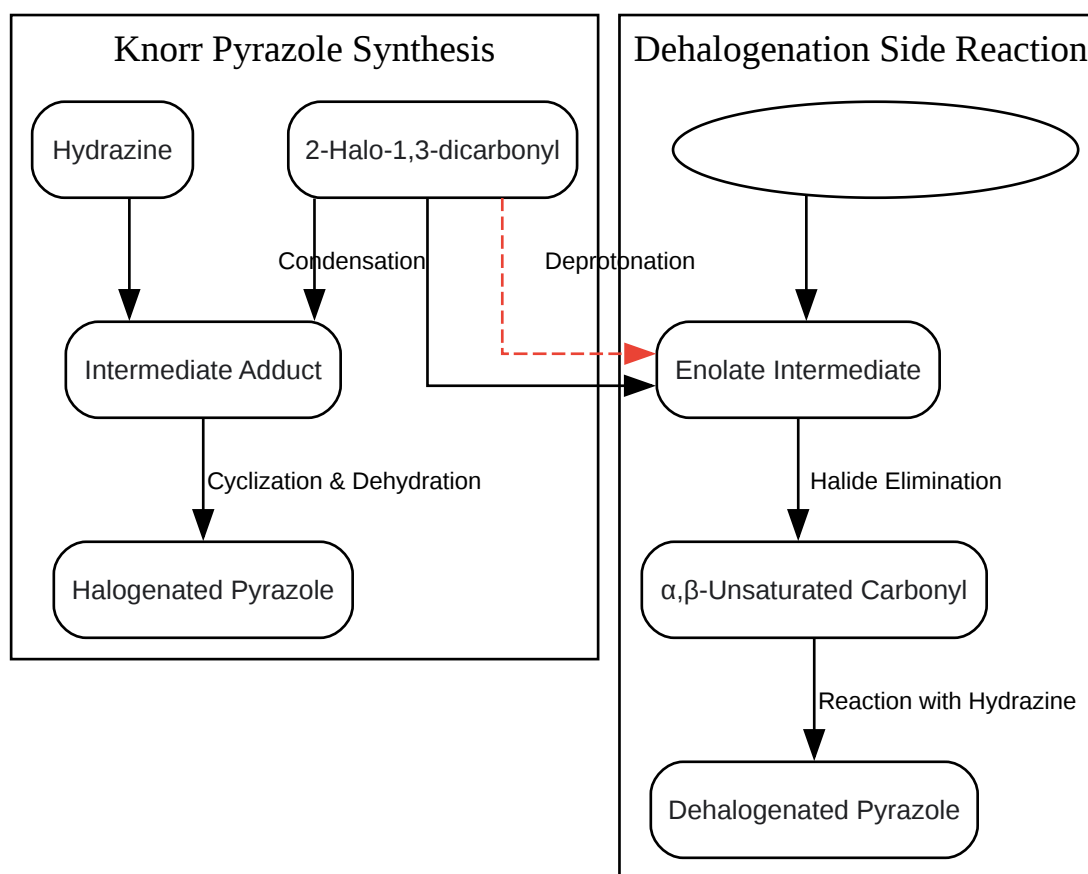 Knorr Pyrazole Synthesis
Dehalogenation Side Reaction
Hydrazine
2-Halo-1,3-dicarbonyl
Condensation
Deprotonation
Intermediate Adduct
Enolate Intermediate
Cyclization & Dehydration
Halide Elimination
Halogenated Pyrazole
α,β-Unsaturated Carbonyl
Reaction with Hydrazine
Dehalogenated Pyrazole